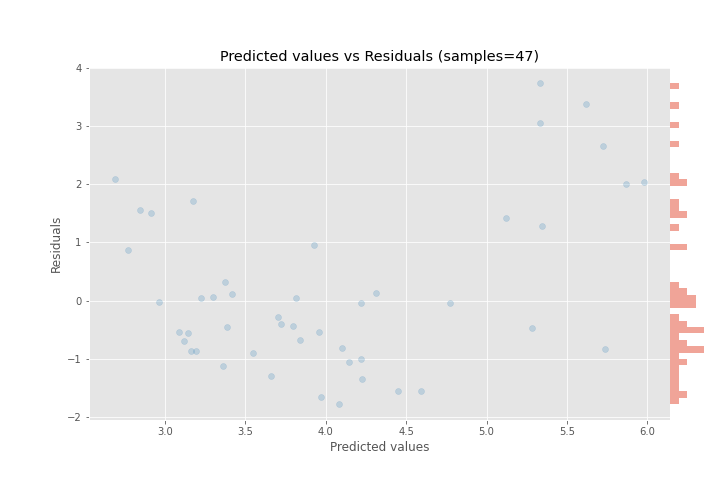 Predicted values vs Residuals (samples=47)
4
3
2
1
0
−1
−2
Residuals
3.0 3.5 4.0 4.5 5.0 5.5 6.0
Predicted values